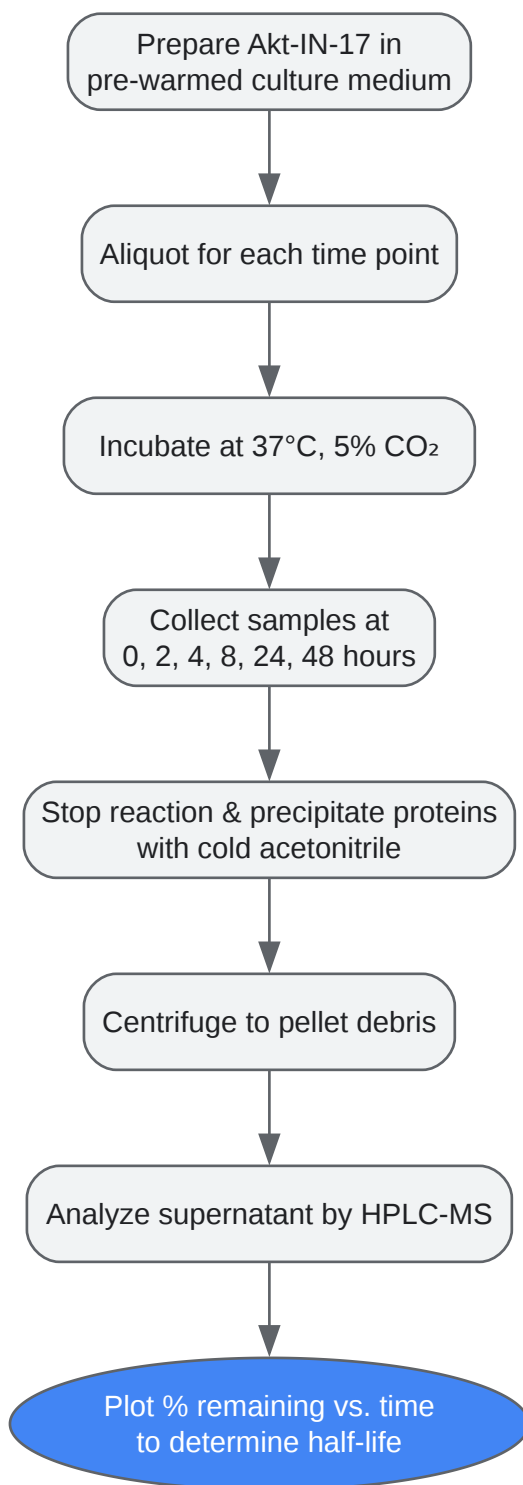 Prepare Akt-IN-17 in
pre-warmed culture medium
Aliquot for each time point
Incubate at 37°C, 5% CO₂
Collect samples at
0, 2, 4, 8, 24, 48 hours
Stop reaction & precipitate proteins
with cold acetonitrile
Centrifuge to pellet debris
Analyze supernatant by HPLC-MS
Plot % remaining vs. time
to determine half-life